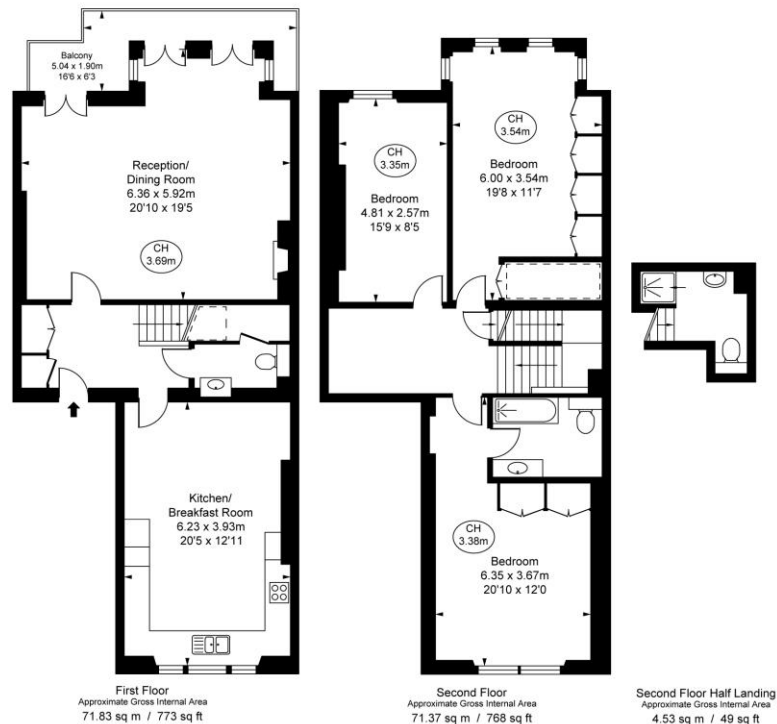 Balcony
5.04 x 1.90m
16'6 x 6'3
Reception/
Dining Room
6.36 x 5.92m
20'10 x 19'5
CH
3.69m
Kitchen/
Breakfast Room
6.23 x 3.93m
20'5 x 12'11
First Floor
Approximate Gross Internal Area
71.83 sq m / 773 sq ft
CH
3.35m
Bedroom
4.81 x 2.57m
15'9 x 8'5
CH
3.54m
Bedroom
6.00 x 3.54m
19'8 x 11'7
CH
3.38m
Bedroom
6.35 x 3.67m
20'10 x 12'0
Second Floor
Approximate Gross Internal Area
71.37 sq m / 768 sq ft
Second Floor Half Landing
Approximate Gross Internal Area
4.53 sq m / 49 sq ft